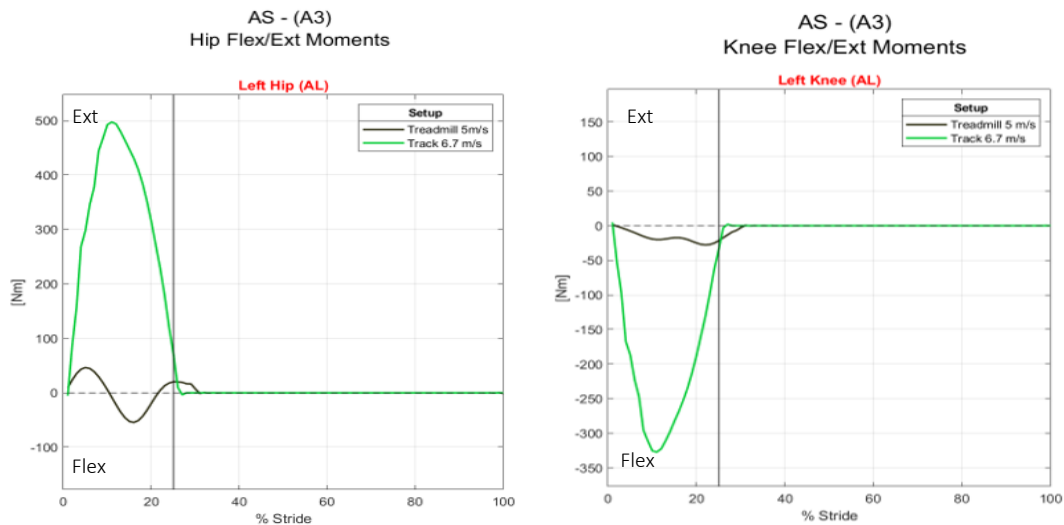 AS - (A3)
Hip Flex/Ext Moments
Left Hip (AL)
Ext
Setup
Treadmill 5m/s
Track 6.7 m/s
500
400
300
200
100
0
-100
[Nm]
Flex
0 20 40 60 80 100
% Stride
AS - (A3)
Knee Flex/Ext Moments
Left Knee (AL)
Ext
Setup
Treadmill 5 m/s
Track 6.7 m/s
150
100
50
0
-50
-100
-150
-200
-250
-300
-350
[Nm]
Flex
0 20 40 60 80 100
% Stride